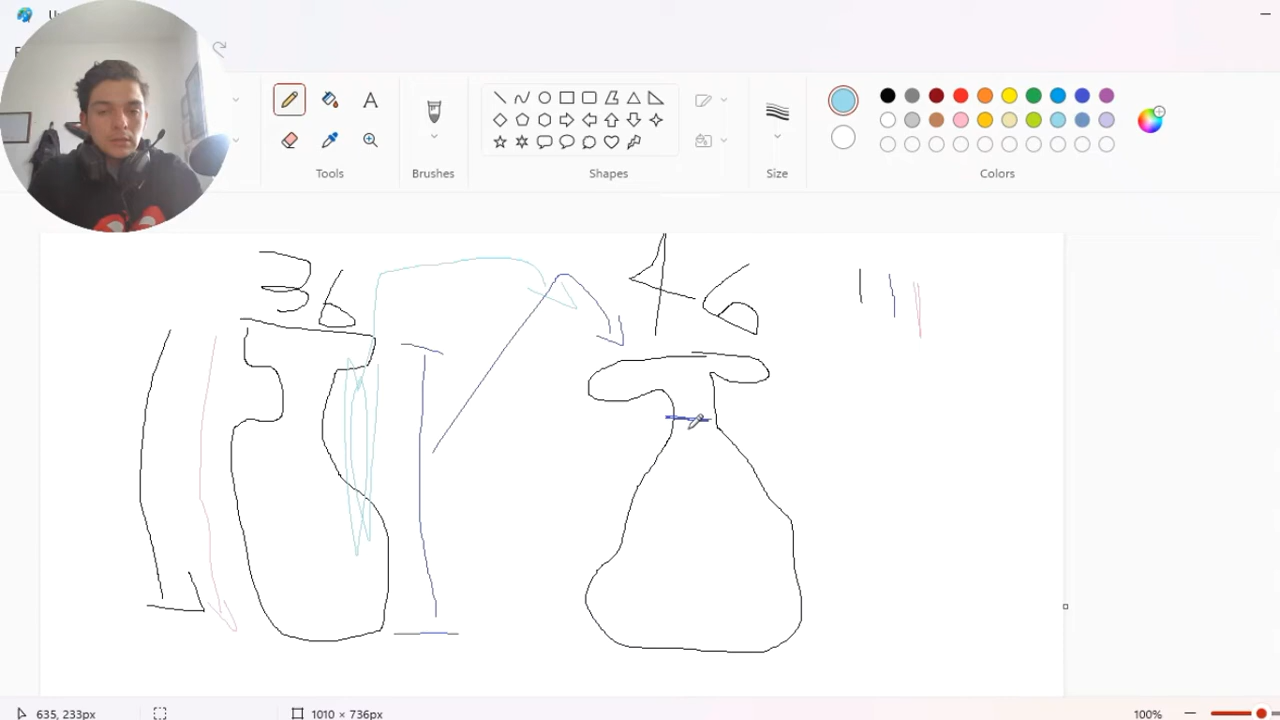 Tools
Brushes
Shapes
Size
Colors
36
46
635, 233px
1010 × 736px
100%